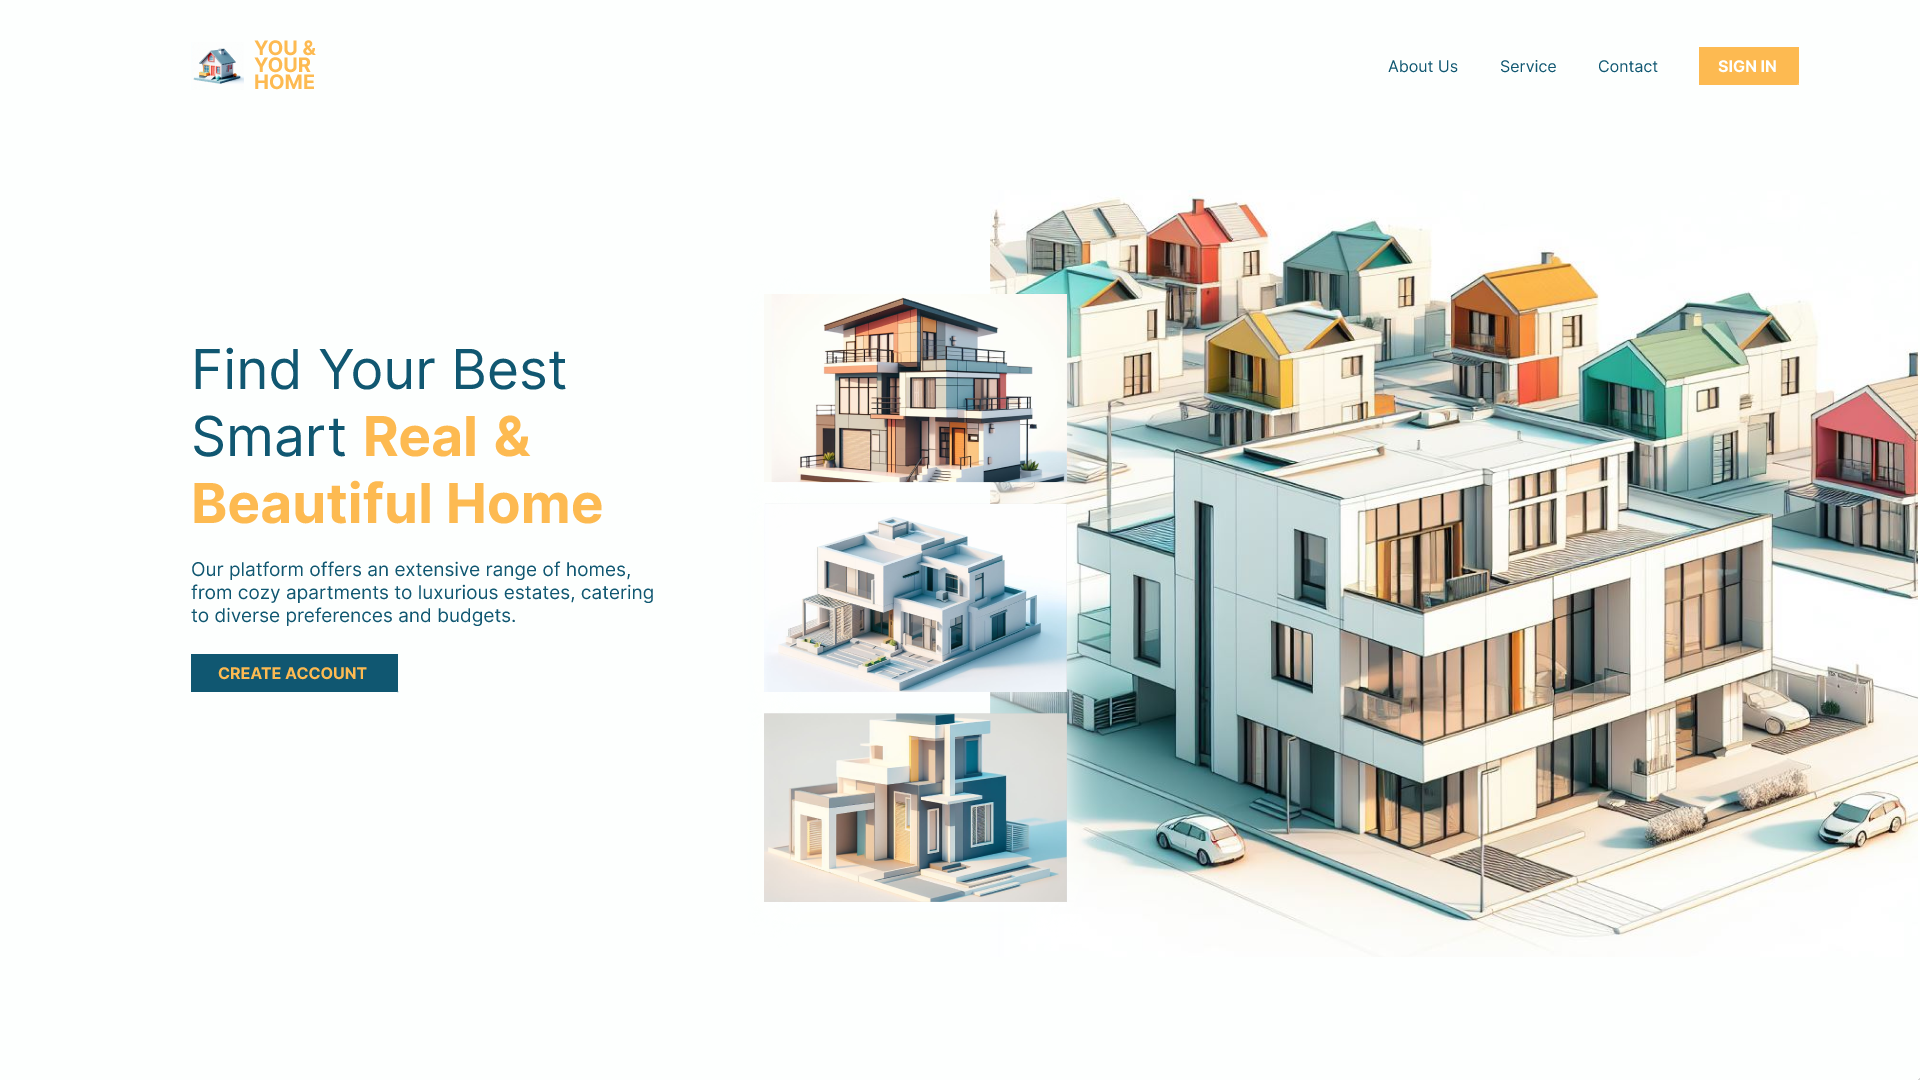 YOU &
YOUR
HOME
About Us
Service
Contact
SIGN IN
Find Your Best
Smart Real &
Beautiful Home
Our platform offers an extensive range of homes,
from cozy apartments to luxurious estates, catering
to diverse preferences and budgets.
CREATE ACCOUNT